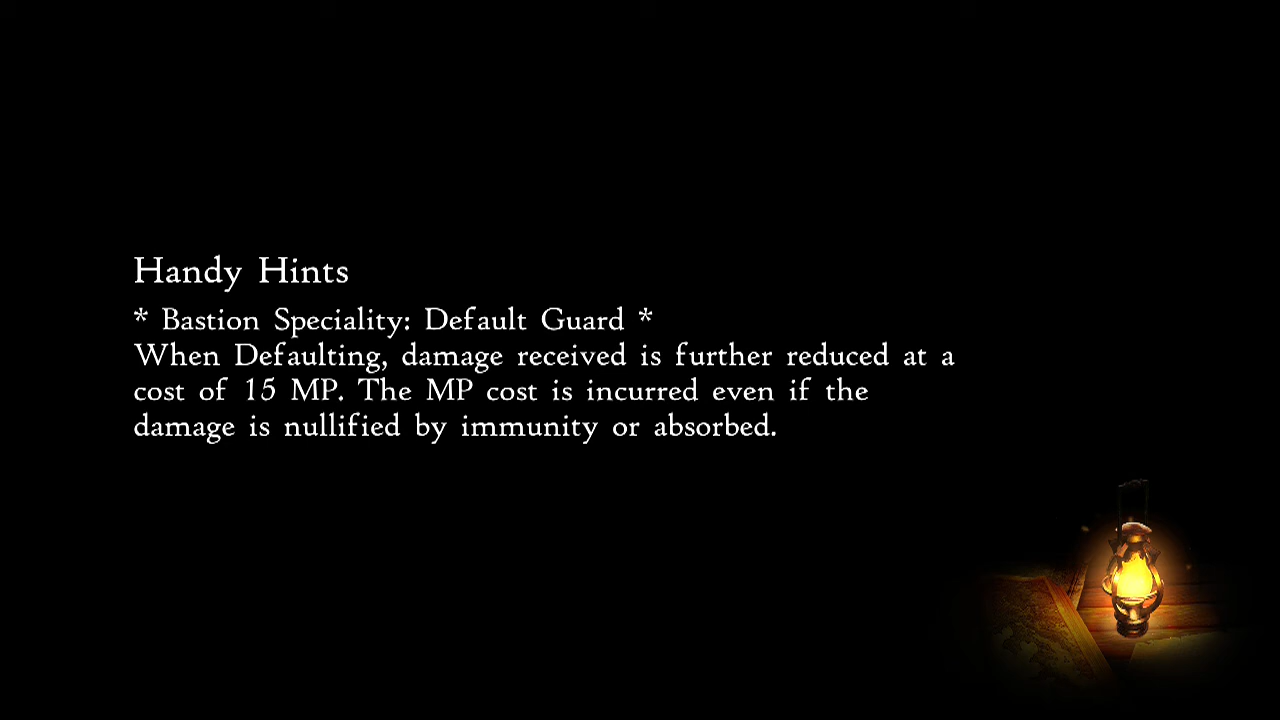 Handy Hints
* Bastion Speciality: Default Guard *
When Defaulting, damage received is further reduced at a
cost of 15 MP. The MP cost is incurred even if the
damage is nullified by immunity or absorbed.